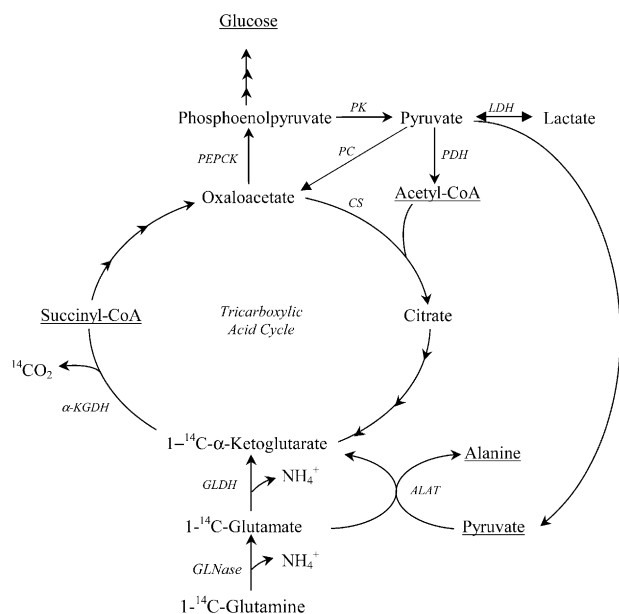 Glucose
Phosphoenolpyruvate
PK
Pyruvate
LDH
Lactate
PEPCK
PC
PDH
Oxaloacetate
Acetyl-CoA
CS
Succinyl-CoA
Tricarboxylic
Acid Cycle
Citrate
¹⁴CO₂
α-KGDH
1–¹⁴C-α-Ketoglutarate
Alanine
GLDH
NH₄⁺
ALAT
1-¹⁴C-Glutamate
Pyruvate
GLNase
NH₄⁺
1-¹⁴C-Glutamine